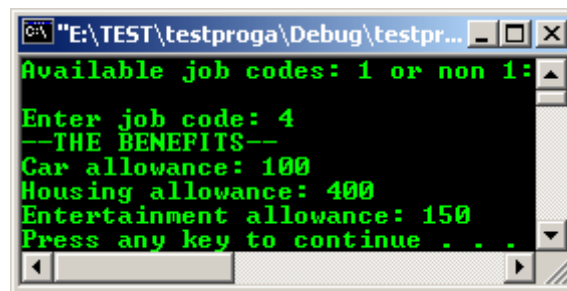 "E:\TEST\testproga\Debug\testpr...
Available job codes: 1 or non 1:
Enter job code: 4
--THE BENEFITS--
Car allowance: 100
Housing allowance: 400
Entertainment allowance: 150
Press any key to continue . . .